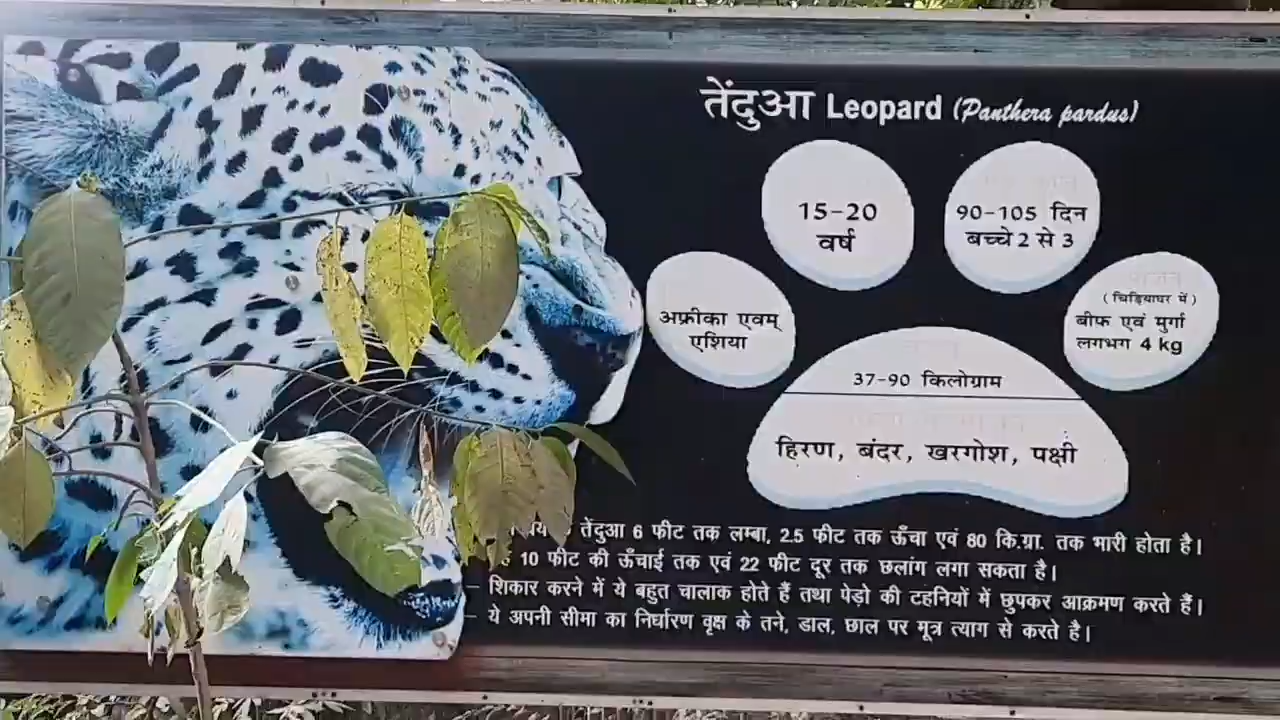 तेंदुआ Leopard (Panthera pardus)
15-20
वर्ष
90-105 दिन
बच्चे 2 से 3
अफ्रीका एवम्
एशिया
भोजन
( चिड़ियाघर में )
बीफ एवं मुर्गा
लगभग 4 kg
37-90 किलोग्राम
हिरण, बंदर, खरगोश, पक्षी
तेंदुआ 6 फीट तक लम्बा, 2.5 फीट तक ऊँचा एवं 80 कि.ग्रा. तक भारी होता है।
10 फीट की ऊँचाई तक एवं 22 फीट दूर तक छलांग लगा सकता है।
– शिकार करने में ये बहुत चालाक होते हैं तथा पेड़ो की टहनियों में छुपकर आक्रमण करते हैं।
– ये अपनी सीमा का निर्धारण वृक्ष के तने, डाल, छाल पर मूत्र त्याग से करते है।